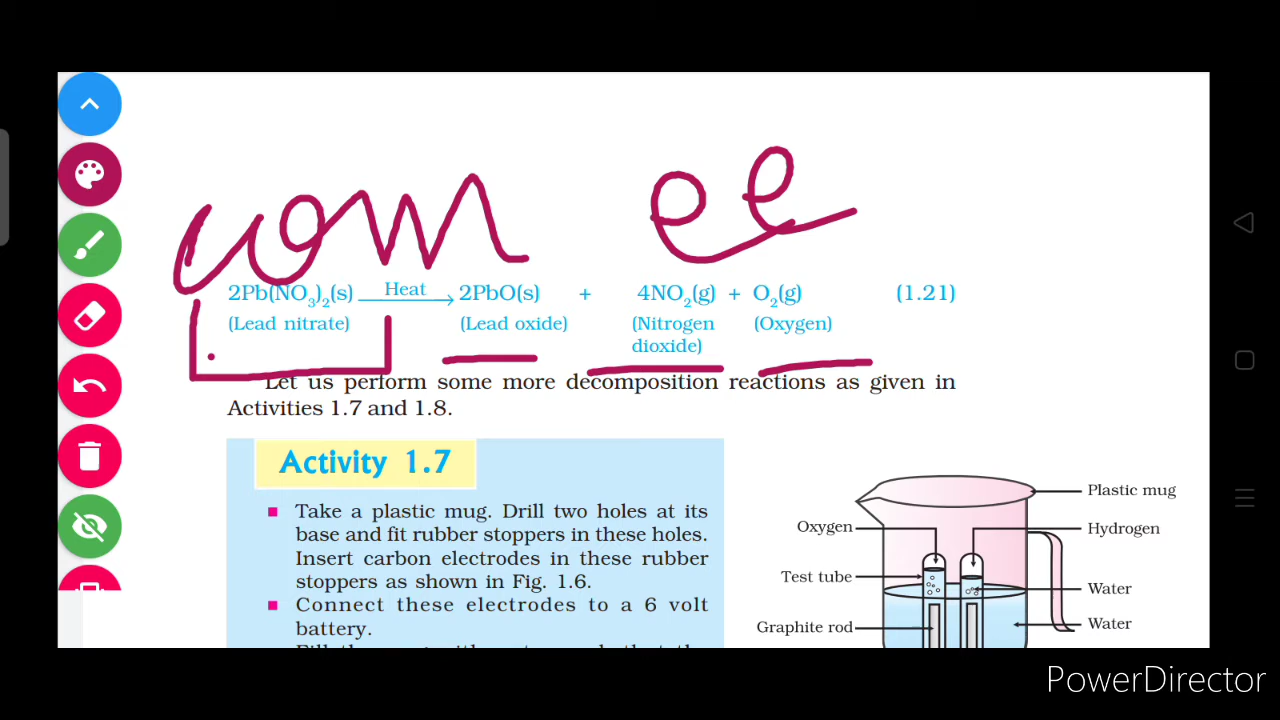 com ee
2Pb(NO₃)₂(s) Heat → 2PbO(s) + 4NO₂(g) + O₂(g) (1.21)
(Lead nitrate) (Lead oxide) (Nitrogen dioxide) (Oxygen)
Let us perform some more decomposition reactions as given in
Activities 1.7 and 1.8.
Activity 1.7
■ Take a plastic mug. Drill two holes at its
base and fit rubber stoppers in these holes.
Insert carbon electrodes in these rubber
stoppers as shown in Fig. 1.6.
■ Connect these electrodes to a 6 volt
battery.
Plastic mug
Oxygen
Hydrogen
Test tube
Water
Graphite rod
Water
PowerDirector